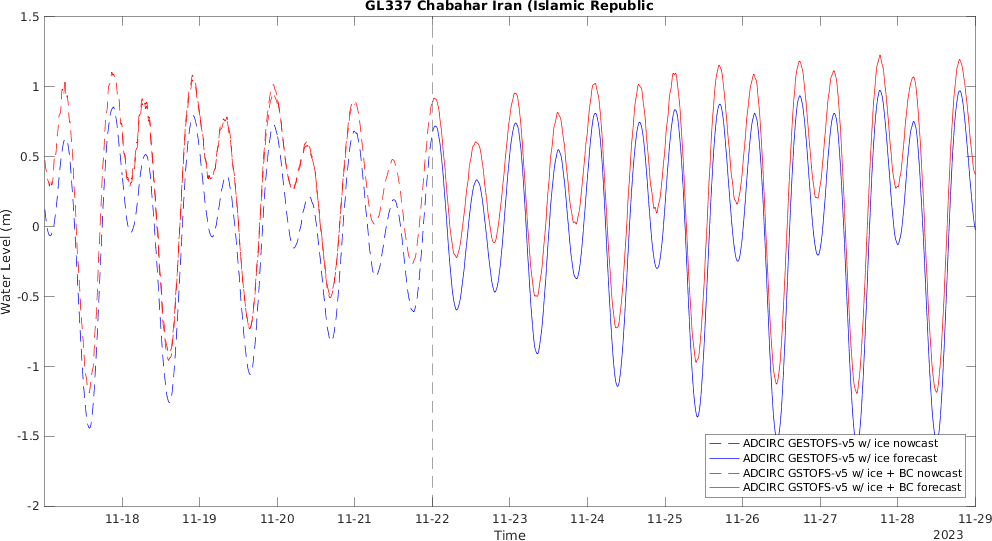 GL337 Chabahar Iran (Islamic Republic
1.5
1
0.5
0
-0.5
-1
-1.5
-2
Water Level (m)
ADCIRC GESTOFS-v5 w/ ice nowcast
ADCIRC GESTOFS-v5 w/ ice forecast
ADCIRC GSTOFS-v5 w/ ice + BC nowcast
ADCIRC GSTOFS-v5 w/ ice + BC forecast
11-18 11-19 11-20 11-21 11-22 11-23 11-24 11-25 11-26 11-27 11-28 11-29
Time
2023